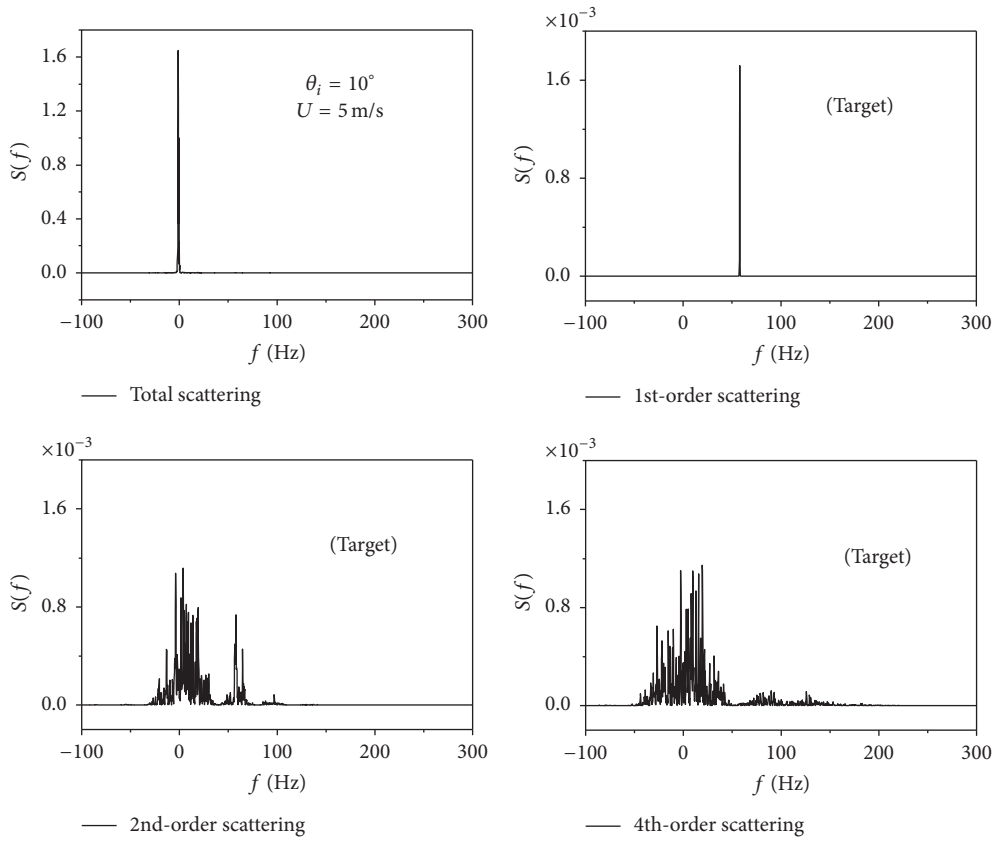 1.6
1.2
0.8
0.4
0.0
S(f)
θi = 10°
U = 5 m/s
−100 0 100 200 300
f (Hz)
Total scattering
×10−3
1.6
0.8
0.0
S(f)
(Target)
−100 0 100 200 300
f (Hz)
1st-order scattering
×10−3
1.6
0.8
0.0
S(f)
(Target)
−100 0 100 200 300
f (Hz)
2nd-order scattering
×10−3
1.6
0.8
0.0
S(f)
(Target)
−100 0 100 200 300
f (Hz)
4th-order scattering